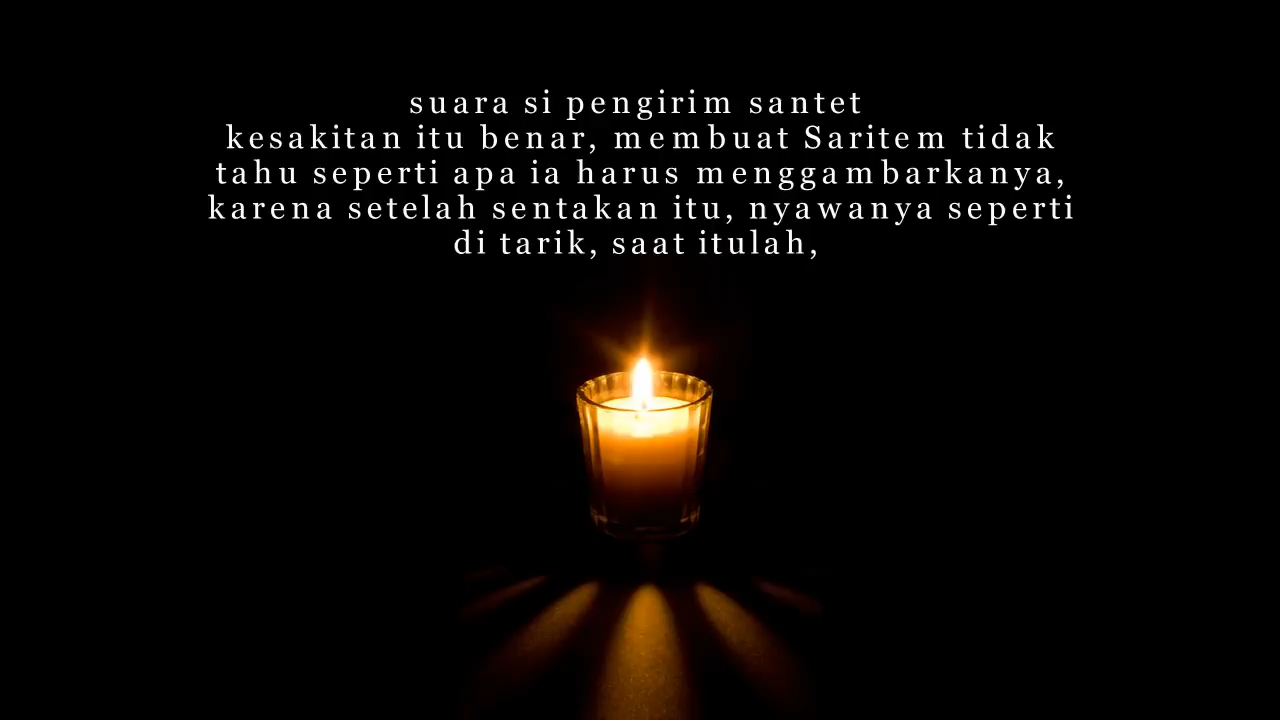 suara si pengirim santet
kesakitan itu benar, membuat Saritem tidak
tahu seperti apa ia harus menggambarkanya,
karena setelah sentakan itu, nyawanya seperti
di tarik, saat itulah,